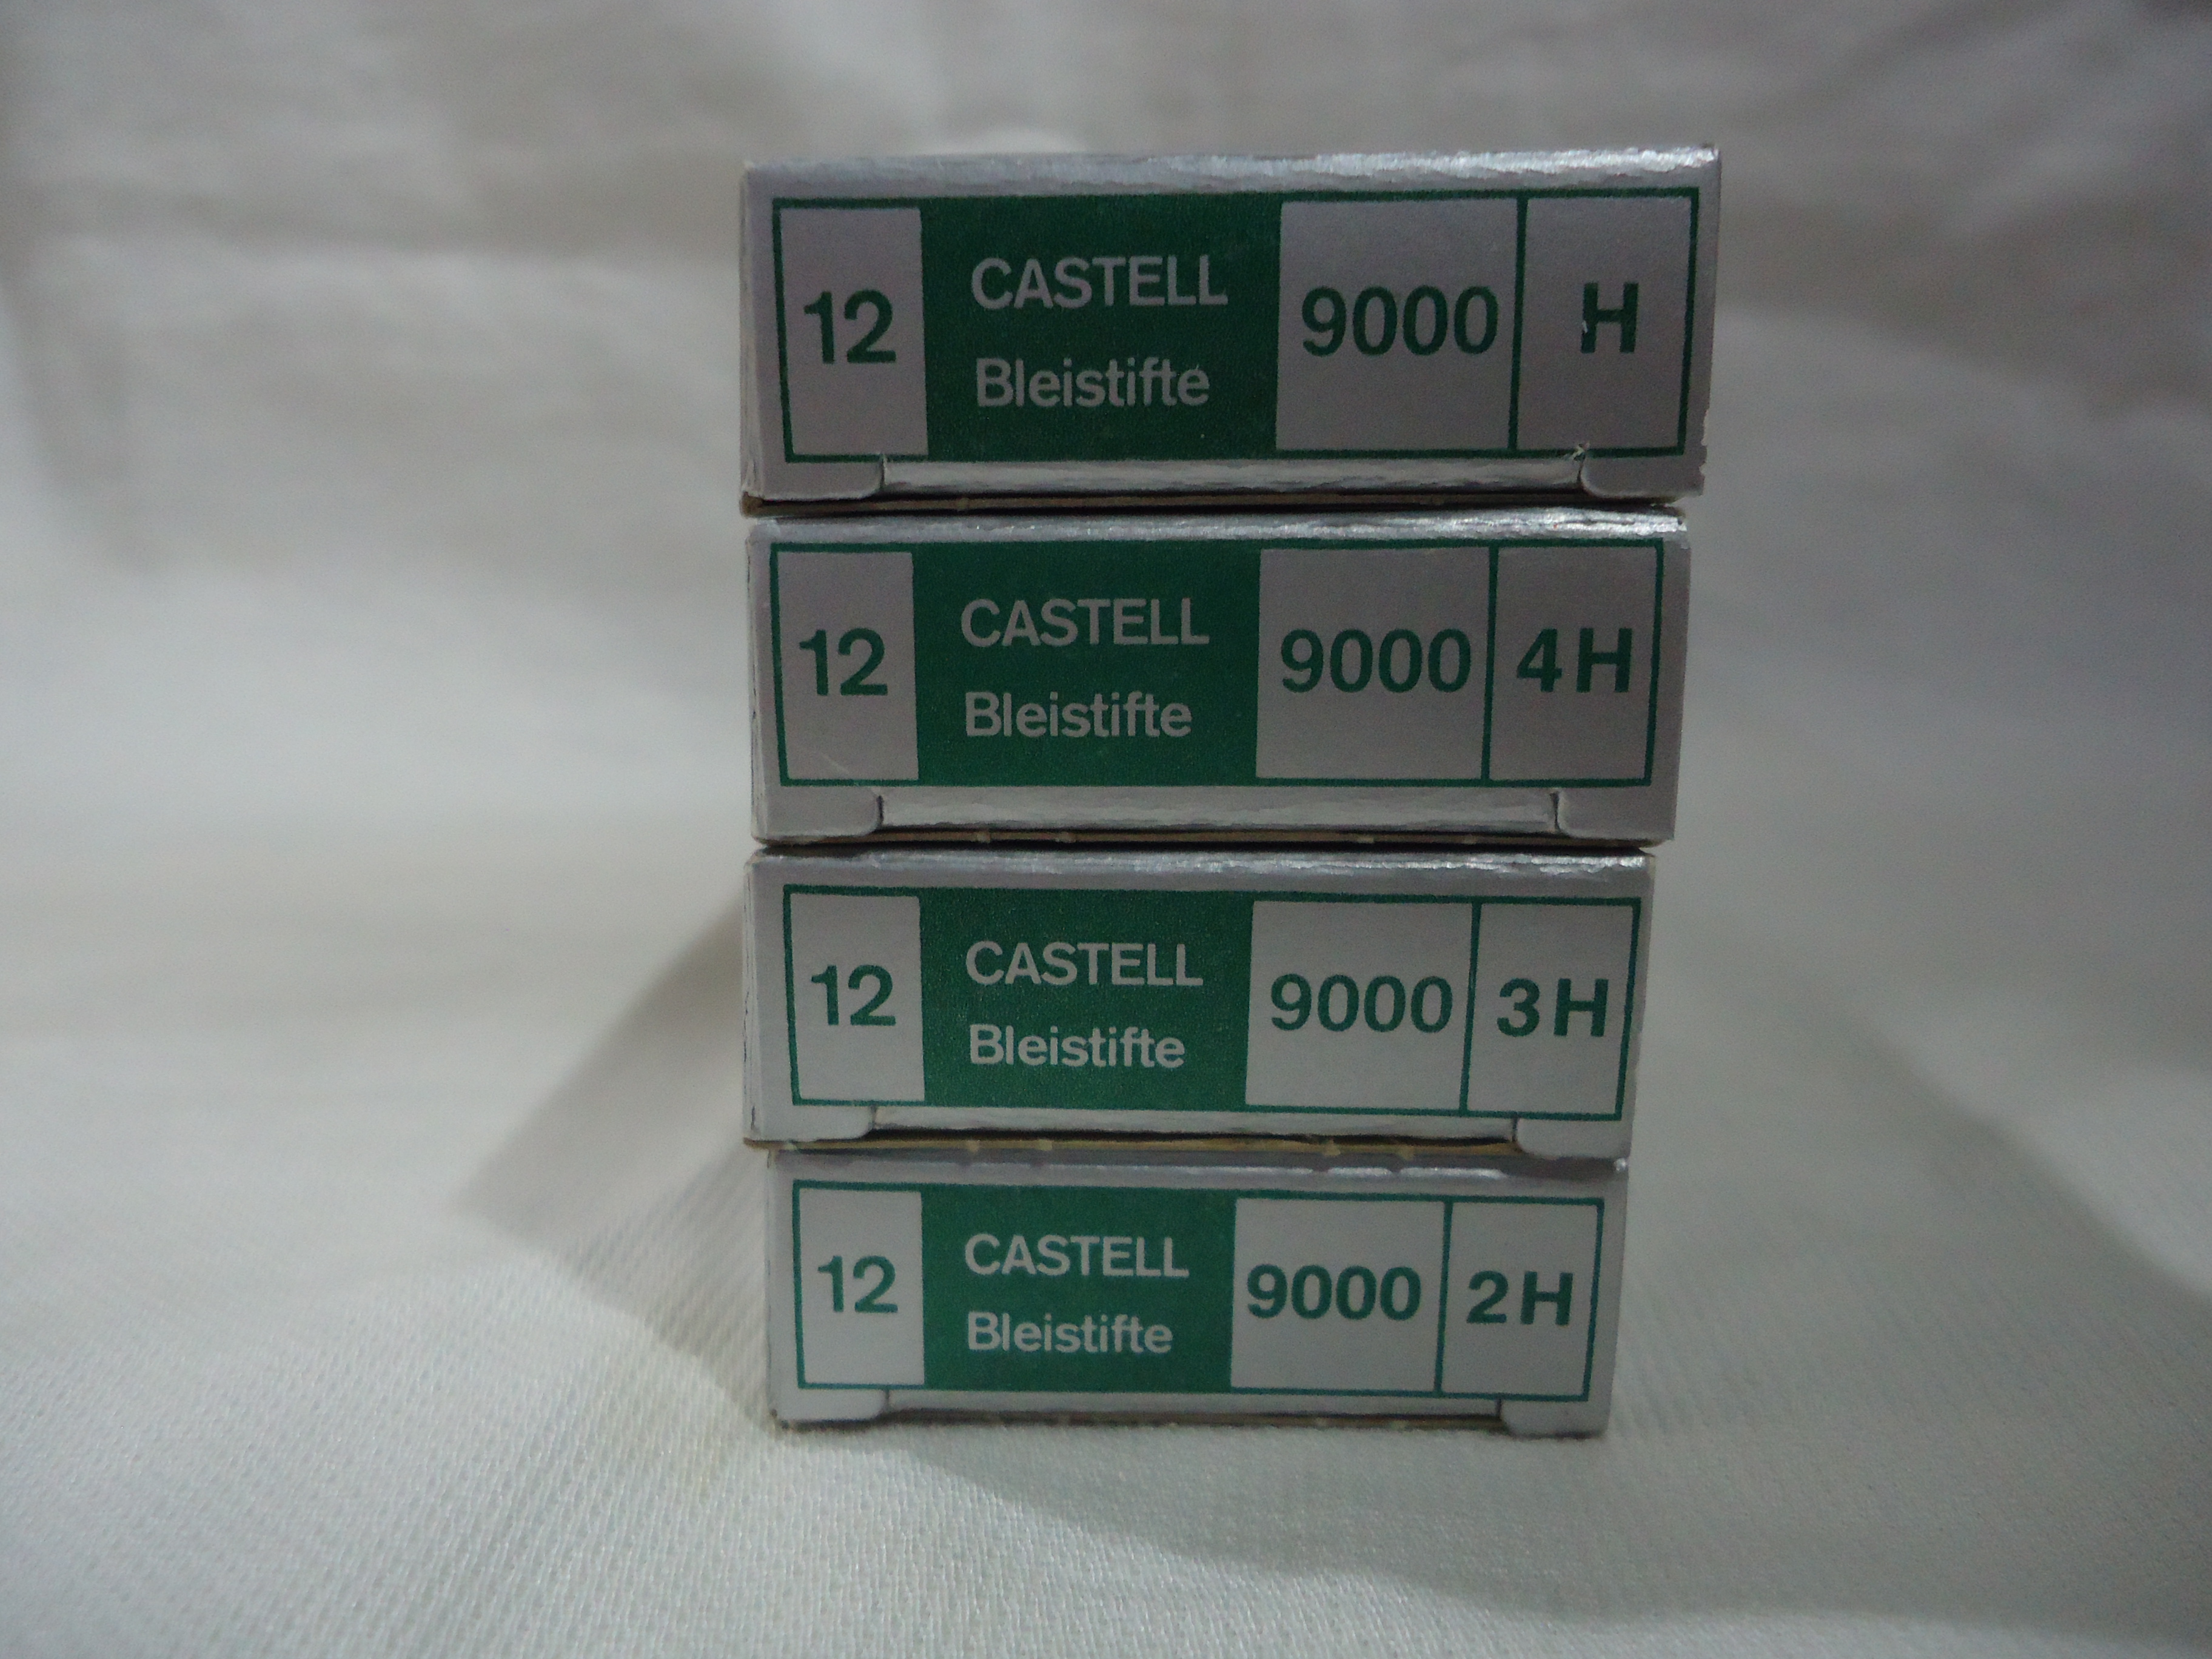 12 CASTELL Bleistifte 9000 H
12 CASTELL Bleistifte 9000 4H
12 CASTELL Bleistifte 9000 3H
12 CASTELL Bleistifte 9000 2H